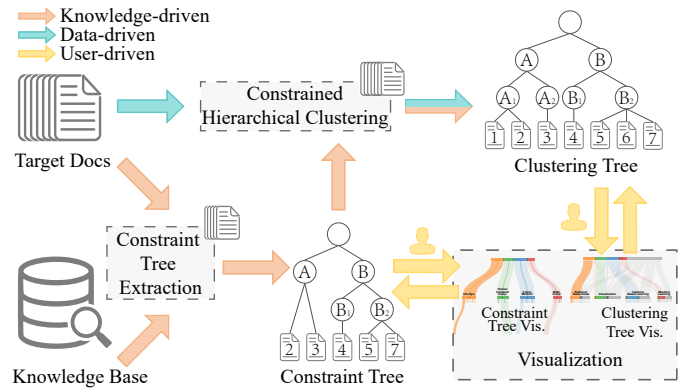 Knowledge-driven
Data-driven
User-driven
Target Docs
Constrained
Hierarchical Clustering
A
B
A₁
A₂
B₁
B₂
1
2
3
4
5
6
7
Clustering Tree
Constraint
Tree
Extraction
Knowledge Base
A
B
B₁
B₂
2
3
4
5
7
Constraint Tree
Constraint
Tree Vis.
Clustering
Tree Vis.
Visualization